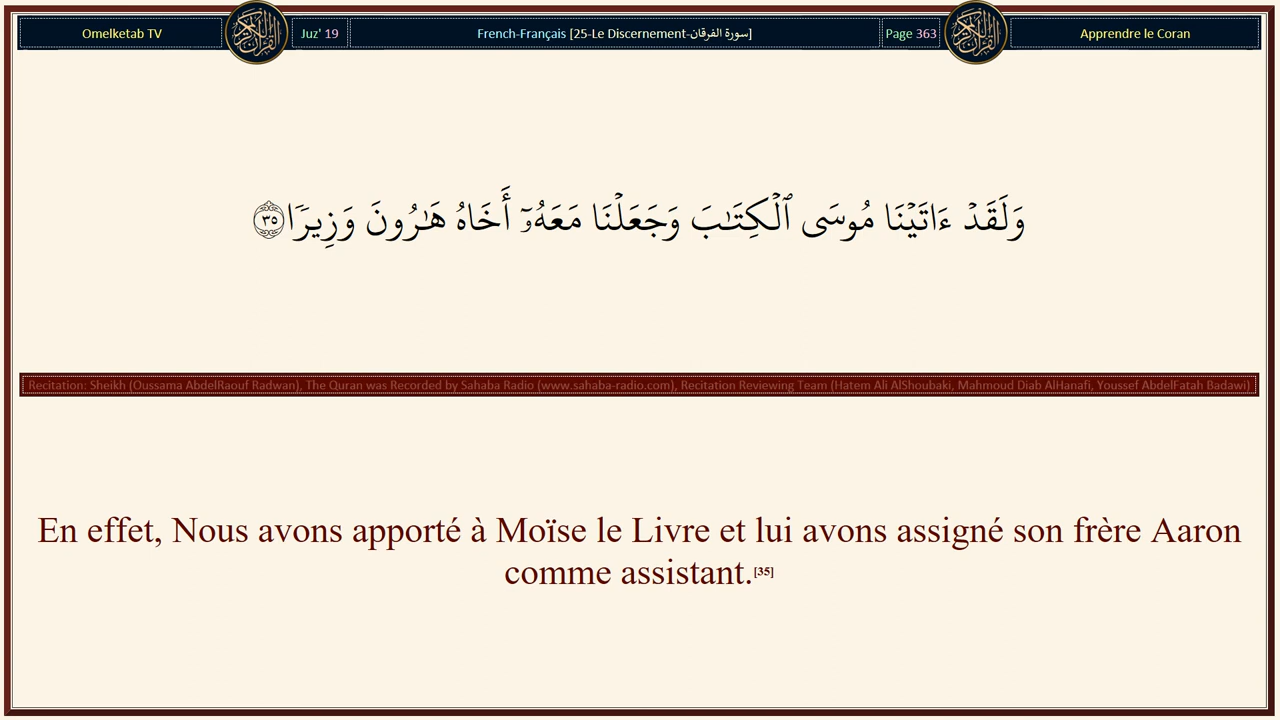 Omelketab TV
Juz' 19
French-Français [25-Le Discernement-سورة الفرقان]
Page 363
Apprendre le Coran
وَلَقَدۡ ءَاتَيۡنَا مُوسَى ٱلۡكِتَٰبَ وَجَعَلۡنَا مَعَهُۥٓ أَخَاهُ هَٰرُونَ وَزِيرٗا ٣٥
Recitation: Sheikh (Oussama AbdelRaouf Radwan), The Quran was Recorded by Sahaba Radio (www.sahaba-radio.com), Recitation Reviewing Team (Hatem Ali AlShoubaki, Mahmoud Diab AlHanafi, Youssef AbdelFatah Badawi)
En effet, Nous avons apporté à Moïse le Livre et lui avons assigné son frère Aaron
comme assistant.[35]